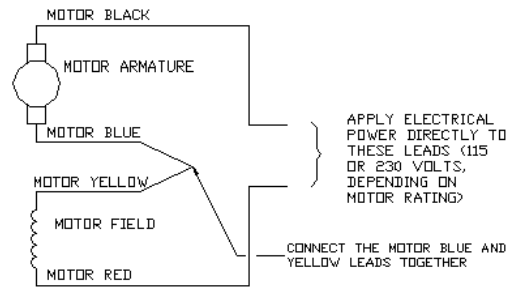 MOTOR BLACK
MOTOR ARMATURE
MOTOR BLUE
APPLY ELECTRICAL
POWER DIRECTLY TO
THESE LEADS (115
OR 230 VOLTS,
DEPENDING ON
MOTOR RATING)
MOTOR YELLOW
MOTOR FIELD
CONNECT THE MOTOR BLUE AND
YELLOW LEADS TOGETHER
MOTOR RED